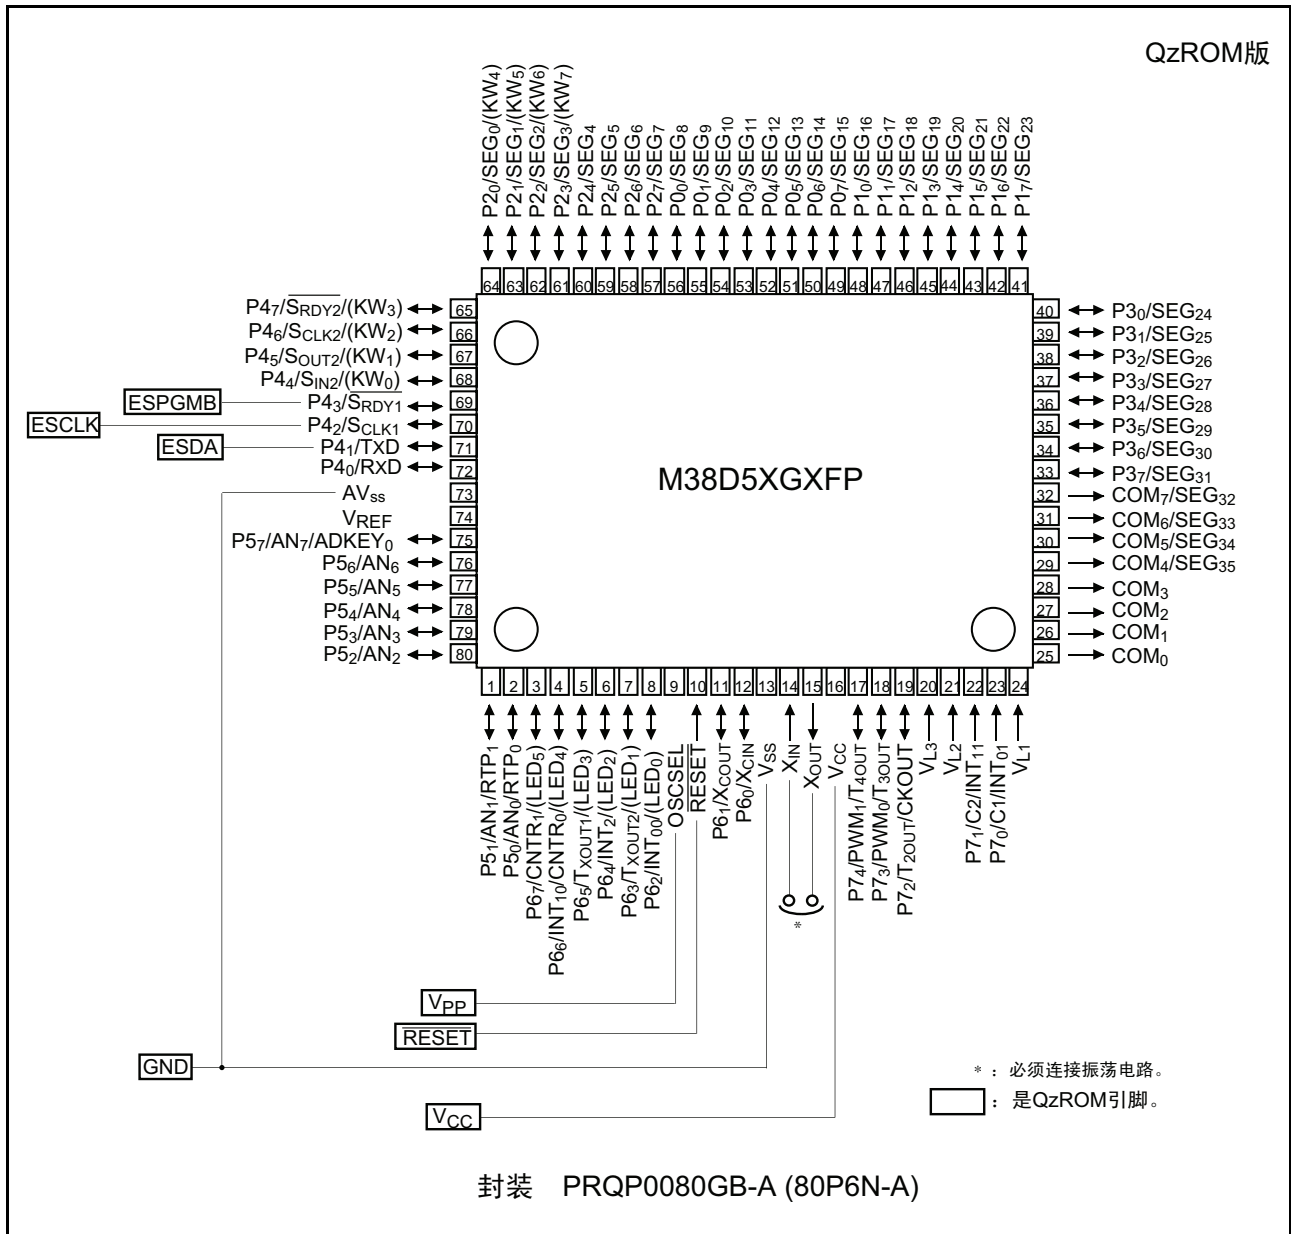 QzROM版
P20/SEG0/(KW4)
P21/SEG1/(KW5)
P22/SEG2/(KW6)
P23/SEG3/(KW7)
P24/SEG4
P25/SEG5
P26/SEG6
P27/SEG7
P00/SEG8
P01/SEG9
P02/SEG10
P03/SEG11
P04/SEG12
P05/SEG13
P06/SEG14
P07/SEG15
P10/SEG16
P11/SEG17
P12/SEG18
P13/SEG19
P14/SEG20
P15/SEG21
P16/SEG22
P17/SEG23
64 63 62 61 60 59 58 57 56 55 54 53 52 51 50 49 48 47 46 45 44 43 42 41
P47/SRDY2/(KW3) 65
P46/SCLK2/(KW2) 66
P45/SOUT2/(KW1) 67
P44/SIN2/(KW0) 68
ESPGMB P43/SRDY1 69
ESCLK P42/SCLK1 70
ESDA P41/TXD 71
P40/RXD 72
AVss 73
VREF 74
P57/AN7/ADKEY0 75
P56/AN6 76
P55/AN5 77
P54/AN4 78
P53/AN3 79
P52/AN2 80
M38D5XGXFP
40 P30/SEG24
39 P31/SEG25
38 P32/SEG26
37 P33/SEG27
36 P34/SEG28
35 P35/SEG29
34 P36/SEG30
33 P37/SEG31
32 COM7/SEG32
31 COM6/SEG33
30 COM5/SEG34
29 COM4/SEG35
28 COM3
27 COM2
26 COM1
25 COM0
1 2 3 4 5 6 7 8 9 10 11 12 13 14 15 16 17 18 19 20 21 22 23 24
P51/AN1/RTP1
P50/AN0/RTP0
P67/CNTR1/(LED5)
P66/INT10/CNTR0/(LED4)
P65/TXOUT1/(LED3)
P64/INT2/(LED2)
P63/TXOUT2/(LED1)
P62/INT00/(LED0)
OSCSEL
RESET
P61/XCOUT
P60/XCIN
VSS
XIN
XOUT
VCC
P74/PWM1/T4OUT
P73/PWM0/T3OUT
P72/T2OUT/CKOUT
VL3
VL2
P71/C2/INT11
P70/C1/INT01
VL1
*
VPP
RESET
GND
VCC
* ：必须连接振荡电路。
：是QzROM引脚。
封装 PRQP0080GB-A (80P6N-A)